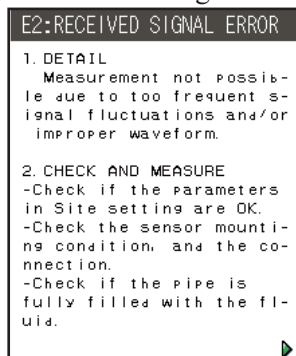 E2:RECEIVED SIGNAL ERROR
1. DETAIL
Measurement not possib-
le due to too frequent s-
ignal fluctuations and/or
improper waveform.
2. CHECK AND MEASURE
-Check if the parameters
in Site setting are OK.
-Check the sensor mounti-
ng condition, and the co-
nnection.
-Check if the pipe is
fully filled with the fl-
uid.